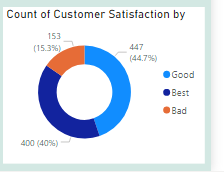 Count of Customer Satisfaction by
153
(15.3%)
447
(44.7%)
Good
Best
Bad
400 (40%)